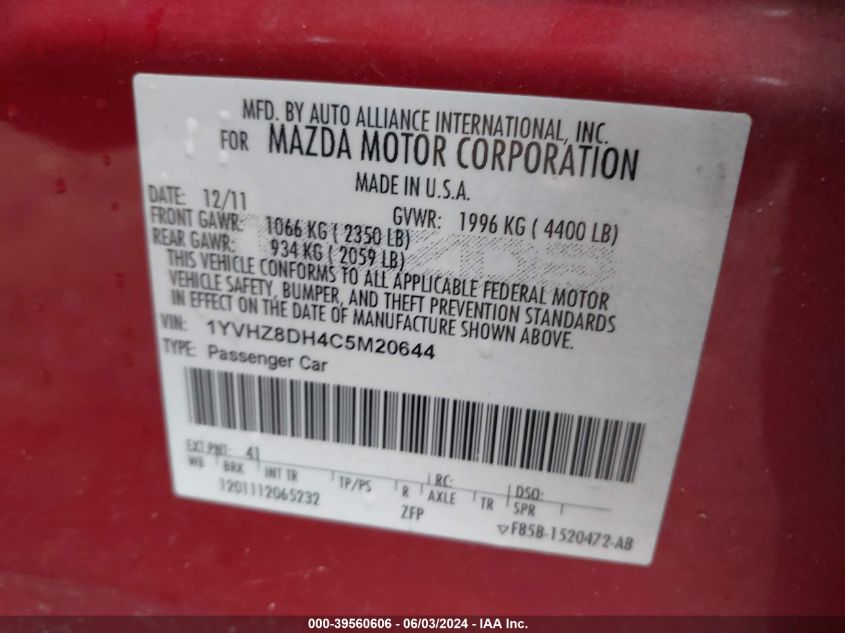 MFD. BY AUTO ALLIANCE INTERNATIONAL, INC.
FOR MAZDA MOTOR CORPORATION
MADE IN U.S.A.
DATE: 12/11 GVWR: 1996 KG ( 4400 LB)
FRONT GAWR: 1066 KG ( 2350 LB)
REAR GAWR: 934 KG ( 2059 LB)
THIS VEHICLE CONFORMS TO ALL APPLICABLE FEDERAL MOTOR
VEHICLE SAFETY, BUMPER, AND THEFT PREVENTION STANDARDS
IN EFFECT ON THE DATE OF MANUFACTURE SHOWN ABOVE.
VIN: 1YVHZ8DH4C5M20644
TYPE: Passenger Car
EXT PNT: 41 RC: DSO:
WB BRK INT TR TP/PS R AXLE TR SPR
1201112065232 ZFP F85B-1520472-AB
000-39560606 - 06/03/2024 - IAA Inc.